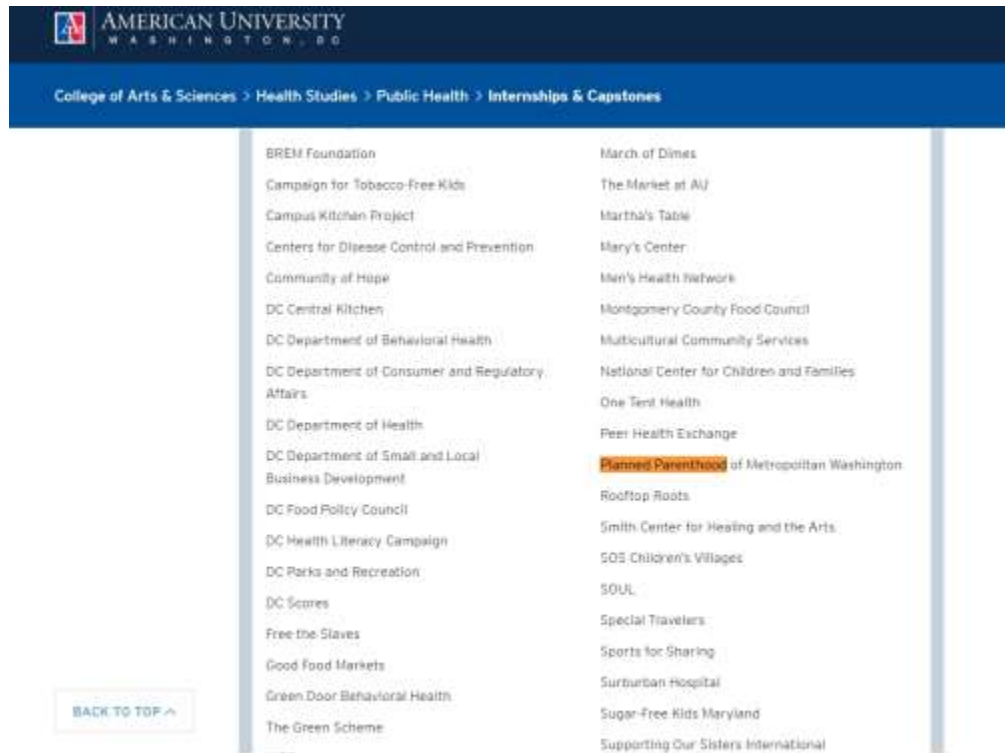 AMERICAN UNIVERSITY
WASHINGTON, DC
College of Arts & Sciences > Health Studies > Public Health > Internships & Capstones
BREM Foundation
Campaign for Tobacco-Free Kids
Campus Kitchen Project
Centers for Disease Control and Prevention
Community of Hope
DC Central Kitchen
DC Department of Behavioral Health
DC Department of Consumer and Regulatory
Affairs
DC Department of Health
DC Department of Small and Local
Business Development
DC Food Policy Council
DC Health Literacy Campaign
DC Parks and Recreation
DC Scores
Free the Slaves
Good Food Markets
Green Door Behavioral Health
The Green Scheme
March of Dimes
The Market at AU
Martha's Table
Mary's Center
Men's Health Network
Montgomery County Food Council
Multicultural Community Services
National Center for Children and Families
One Tent Health
Peer Health Exchange
Planned Parenthood of Metropolitan Washington
Rooftop Roots
Smith Center for Healing and the Arts
SOS Children's Villages
SOUL
Special Travelers
Sports for Sharing
Surburban Hospital
Sugar-Free Kids Maryland
Supporting Our Sisters International
BACK TO TOP